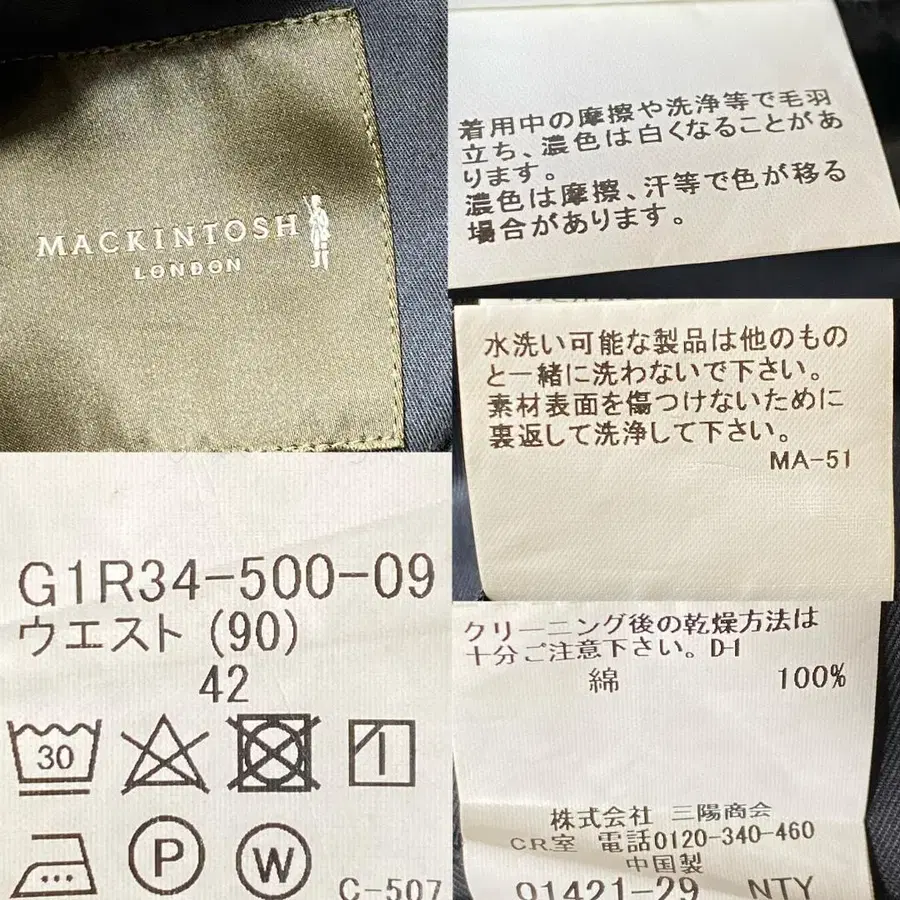 MACKINTOSH
LONDON
着用中の摩擦や洗浄等で毛羽
立ち、濃色は白くなることがあ
ります。
濃色は摩擦、汗等で色が移る
場合があります。
水洗い可能な製品は他のもの
と一緒に洗わないで下さい。
素材表面を傷つけないために
裏返して洗浄して下さい。
MA-51
G1R34-500-09
ウエスト (90)
42
30
P
W
C-507
クリーニング後の乾燥方法は
十分ご注意下さい。D-I
綿 100%
株式会社 三陽商会
C.R.室 電話0120-340-460
中国製
01421-29 NTY